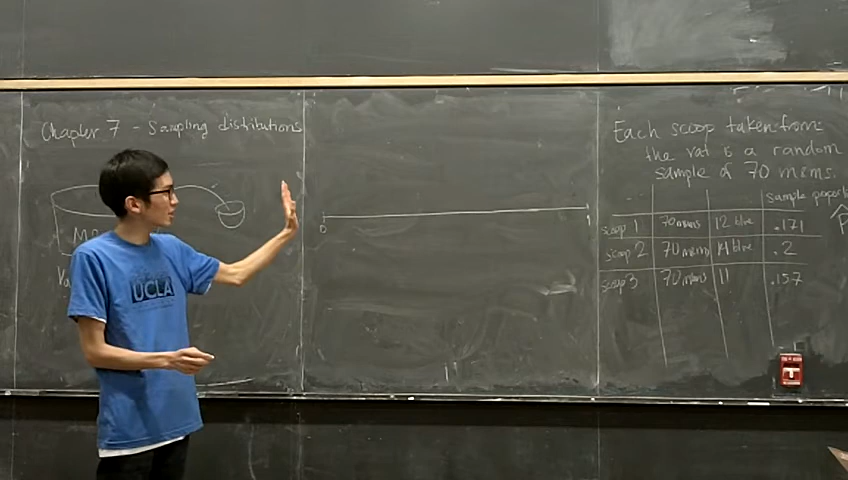 Chapter 7 - Sampling distributions
UCLA
0 1
Each scoop taken from
the vat is a random
sample of 70 m&ms.
sample
scoop 1 70 m&ms 12 blue .171
scoop 2 70 m&ms 14 blue .2
scoop 3 70 m&ms 11 .157